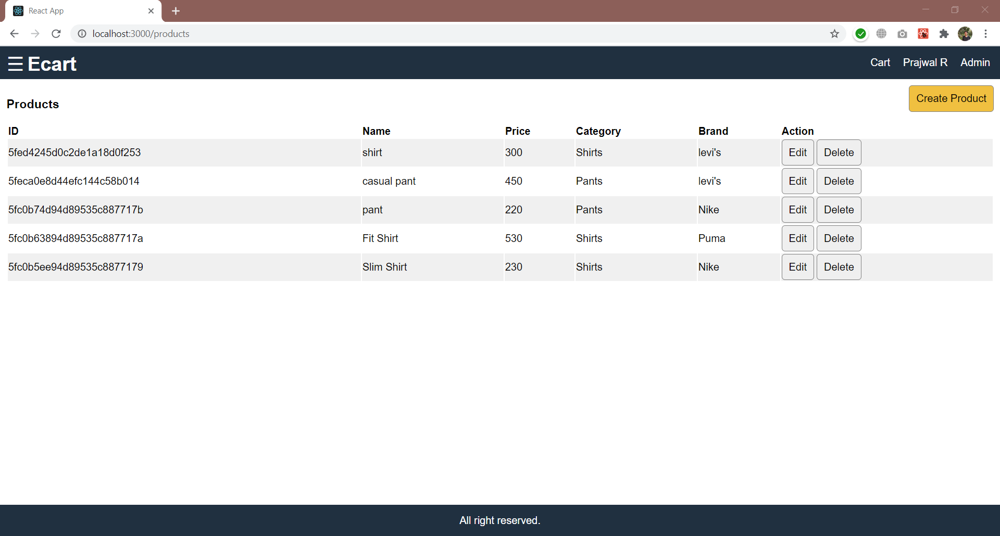 React App
localhost:3000/products
☰ Ecart Cart Prajwal R Admin
Create Product
Products
ID Name Price Category Brand Action
5fed4245d0c2de1a18d0f253 shirt 300 Shirts levi's Edit Delete
5feca0e8d44efc144c58b014 casual pant 450 Pants levi's Edit Delete
5fc0b74d94d89535c887717b pant 220 Pants Nike Edit Delete
5fc0b63894d89535c887717a Fit Shirt 530 Shirts Puma Edit Delete
5fc0b5ee94d89535c8877179 Slim Shirt 230 Shirts Nike Edit Delete
All right reserved.